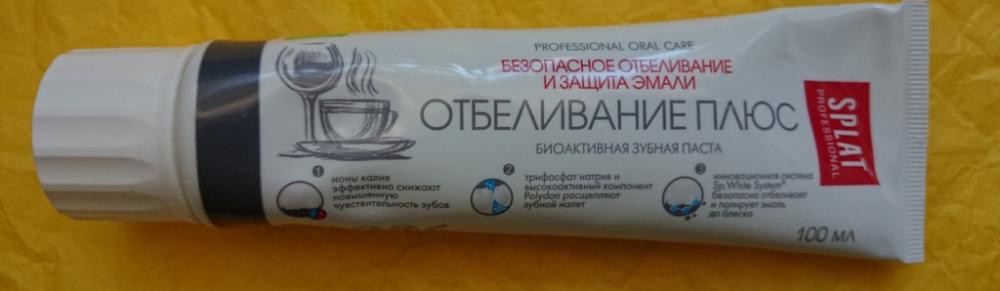 PROFESSIONAL ORAL CARE
БЕЗОПАСНОЕ ОТБЕЛИВАНИЕ
И ЗАЩИТА ЭМАЛИ
ОТБЕЛИВАНИЕ ПЛЮС
БИОАКТИВНАЯ ЗУБНАЯ ПАСТА
SPLAT
PROFESSIONAL
1
ионы калия
эффективно снижают
повышенную
чувствительность зубов
2
трифосфат натрия и
высокоактивный компонент
Polydon расщепляют
зубной налет
3
инновационная система
Sp.White System®
безопасно отбеливает
и полирует эмаль
до блеска
100 мл